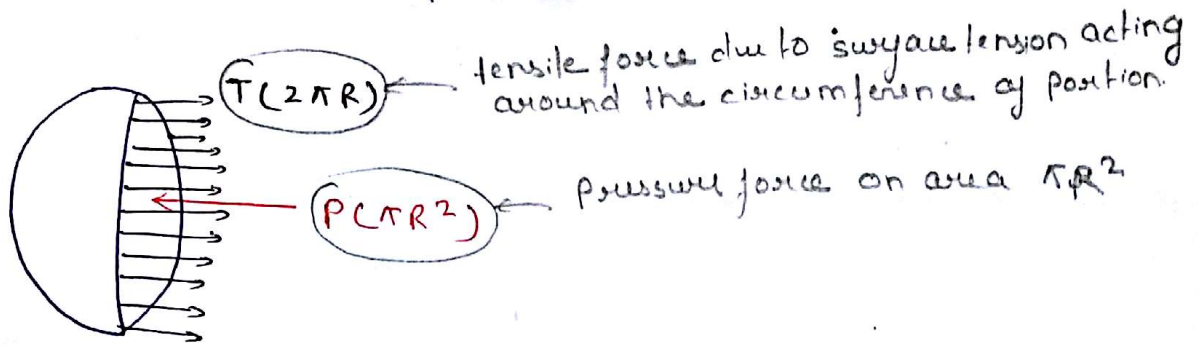 T(2πR)
tensile force due to surface tension acting
around the circumference of portion.
P(πR²)
pressure force on area πR²